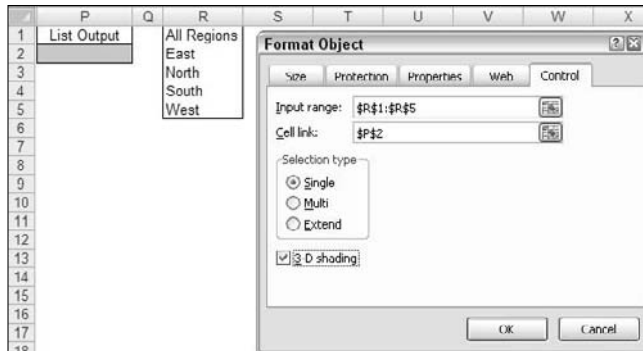 P Q R S T U V W X
1 List Output All Regions
2 East
3 North
4 South
5 West
6
7
8
9
10
11
12
13
14
15
16
17
18
Format Object
Size Protection Properties Web Control
Input range: $R$1:$R$5
Cell link: $P$2
Selection type
Single
Multi
Extend
3-D shading
OK Cancel